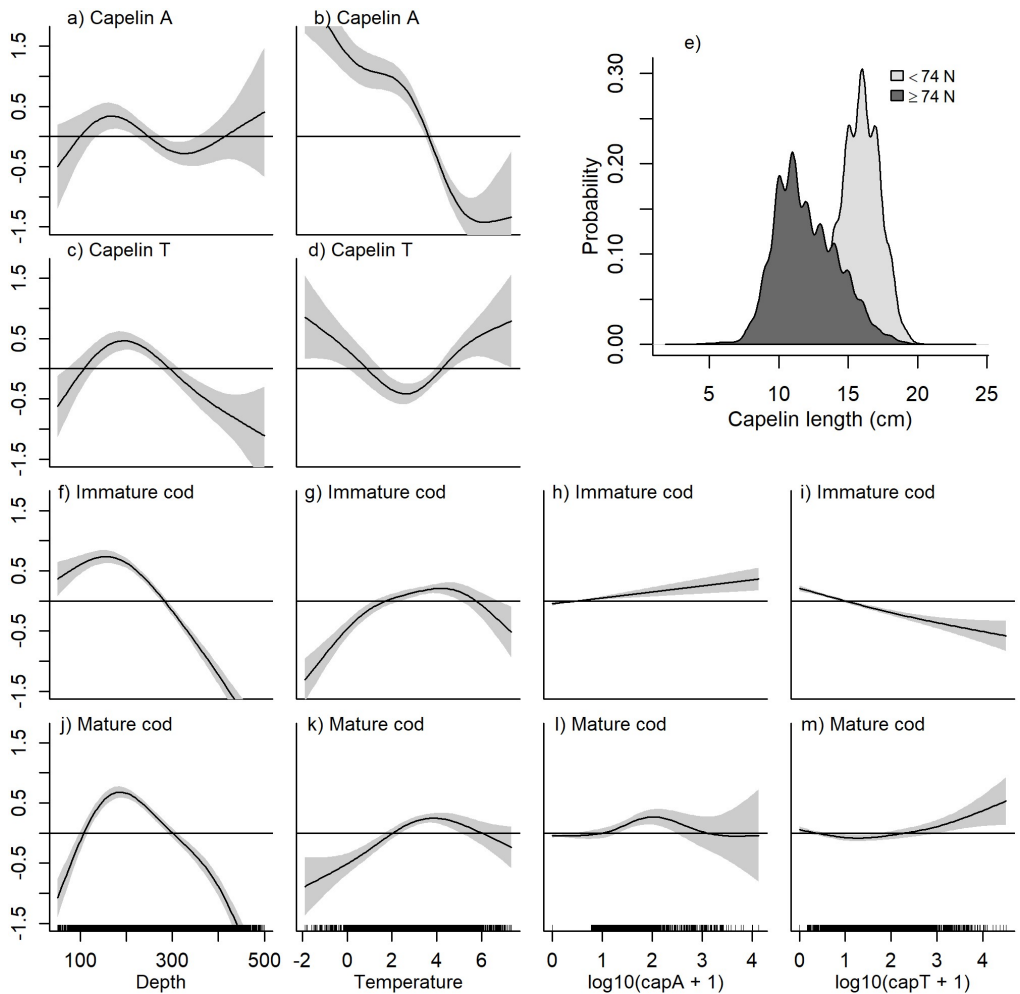 a) Capelin A
b) Capelin A
e)
1.5
0.5
-0.5
-1.5
0.30
0.20
0.10
0.00
Probability
< 74 N
≥ 74 N
5 10 15 20 25
Capelin length (cm)
c) Capelin T
d) Capelin T
1.5
0.5
-0.5
-1.5
f) Immature cod
g) Immature cod
h) Immature cod
i) Immature cod
1.5
0.5
-0.5
-1.5
j) Mature cod
k) Mature cod
l) Mature cod
m) Mature cod
1.5
0.5
-0.5
-1.5
100 300 500
-2 0 2 4 6
0 1 2 3 4
0 1 2 3 4
Depth
Temperature
log10(capA + 1)
log10(capT + 1)